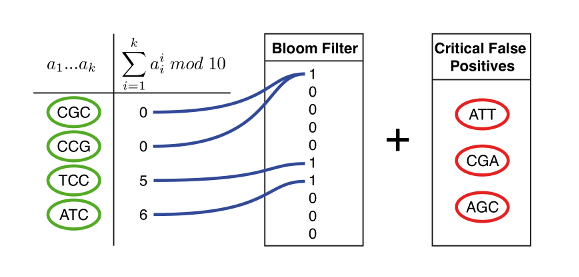 a₁...aₖ
∑ᵢ₌₁ᵏ aᵢⁱ mod 10
Bloom Filter
Critical False
Positives
CGC 0
CCG 0
TCC 5
ATC 6
1
0
0
0
0
1
1
0
0
0
+
ATT
CGA
AGC